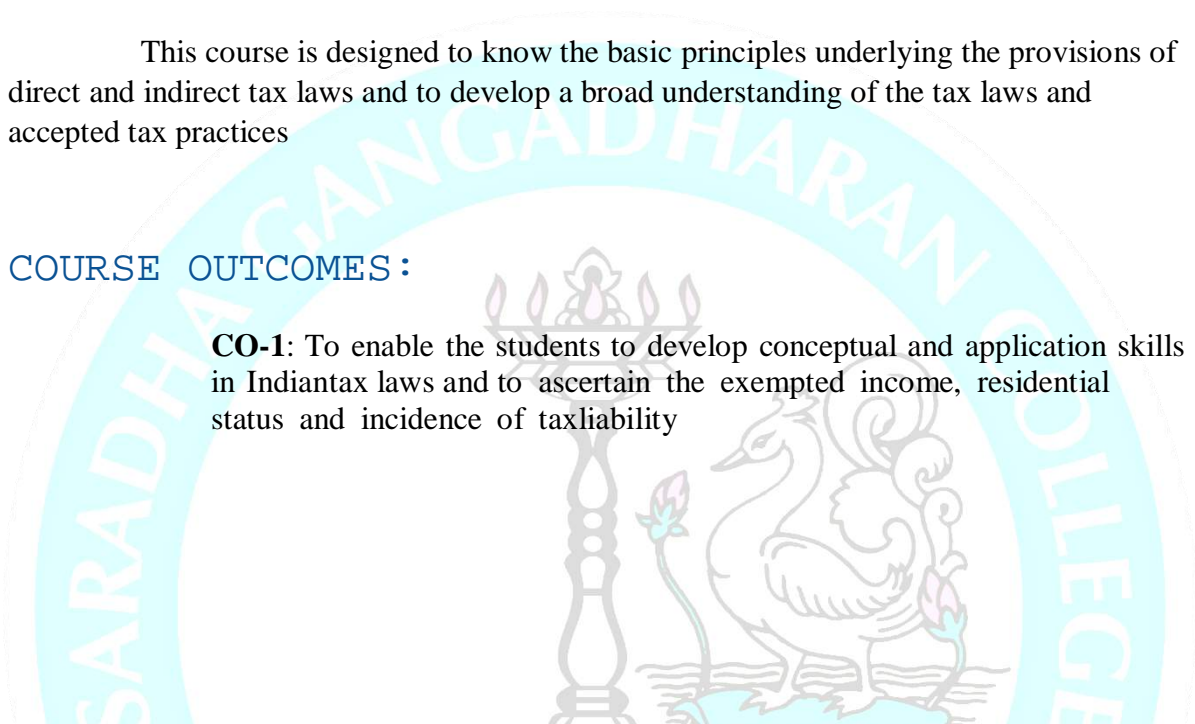 This course is designed to know the basic principles underlying the provisions of
direct and indirect tax laws and to develop a broad understanding of the tax laws and
accepted tax practices
COURSE OUTCOMES:
CO-1: To enable the students to develop conceptual and application skills
in Indiantax laws and to ascertain the exempted income, residential
status and incidence of taxliability
SARADHA GANGADHARAN COLLEGE